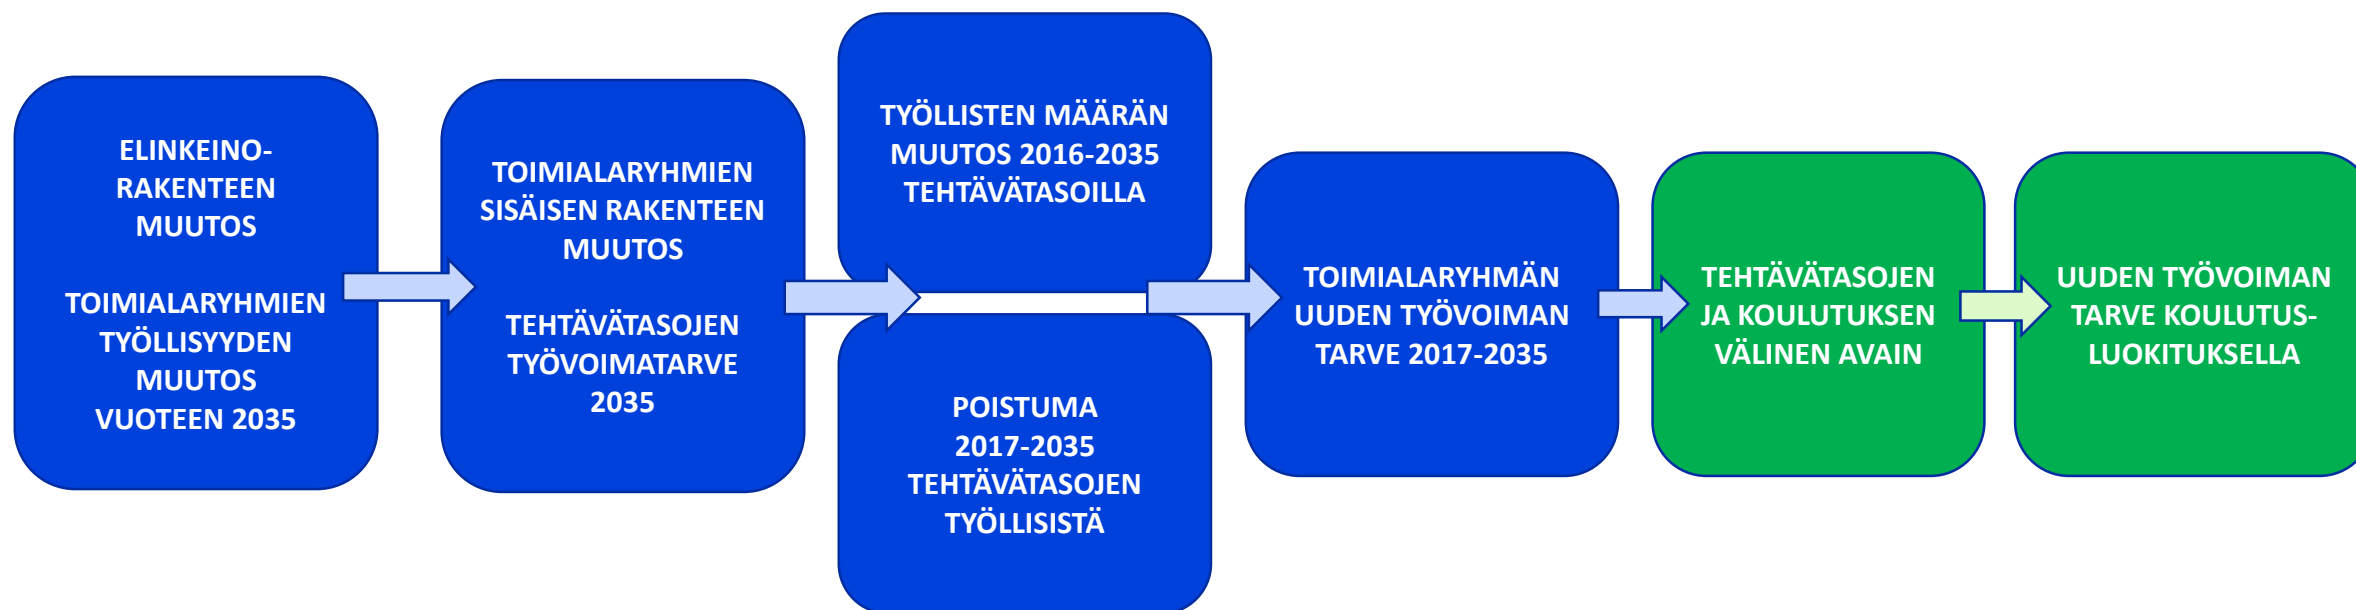 ELINKEINO-
RAKENTEEN
MUUTOS
TOIMIALARYHMIEN
TYÖLLISYYDEN
MUUTOS
VUOTEEN 2035
TOIMIALARYHMIEN
SISÄISEN RAKENTEEN
MUUTOS
TEHTÄVÄTASOJEN
TYÖVOIMATARVE
2035
TYÖLLISTEN MÄÄRÄN
MUUTOS 2016-2035
TEHTÄVÄTASOILLA
POISTUMA
2017-2035
TEHTÄVÄTASOJEN
TYÖLLISISTÄ
TOIMIALARYHMÄN
UUDEN TYÖVOIMAN
TARVE 2017-2035
TEHTÄVÄTASOJEN
JA KOULUTUKSEN
VÄLINEN AVAIN
UUDEN TYÖVOIMAN
TARVE KOULUTUS-
LUOKITUKSELLA